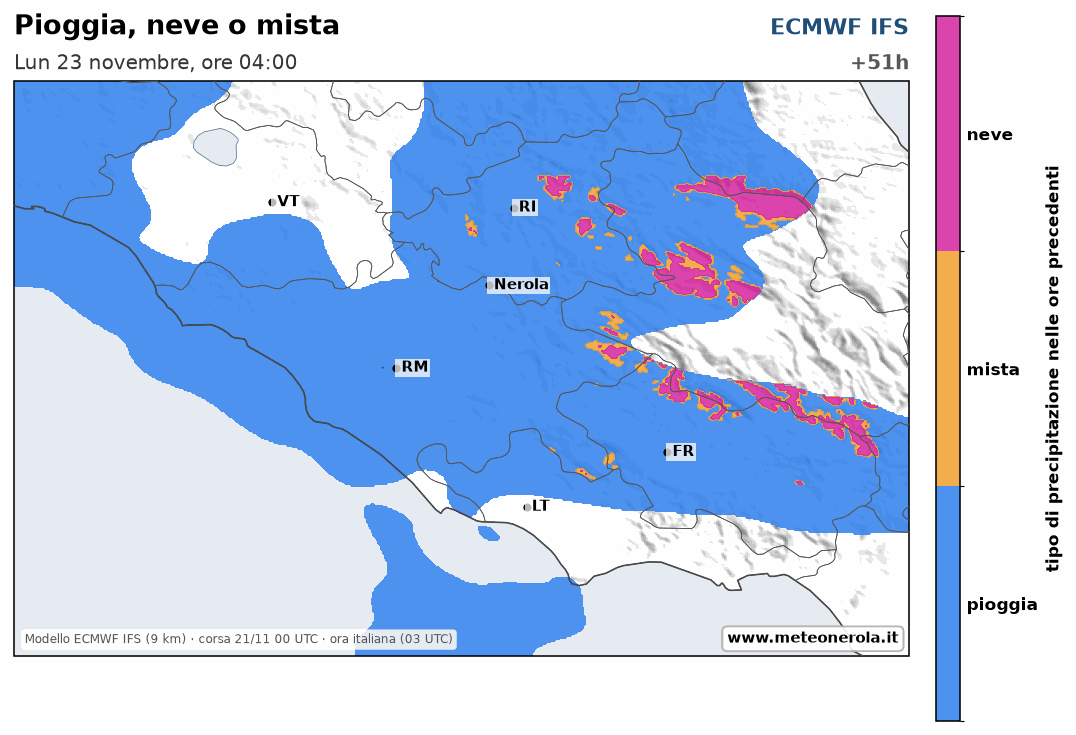 Pioggia, neve o mista
ECMWF IFS
Lun 23 novembre, ore 04:00
+51h
neve
mista
pioggia
tipo di precipitazione nelle ore precedenti
VT
RI
Nerola
RM
FR
LT
Modello ECMWF IFS (9 km) · corsa 21/11 00 UTC · ora italiana (03 UTC)
www.meteonerola.it